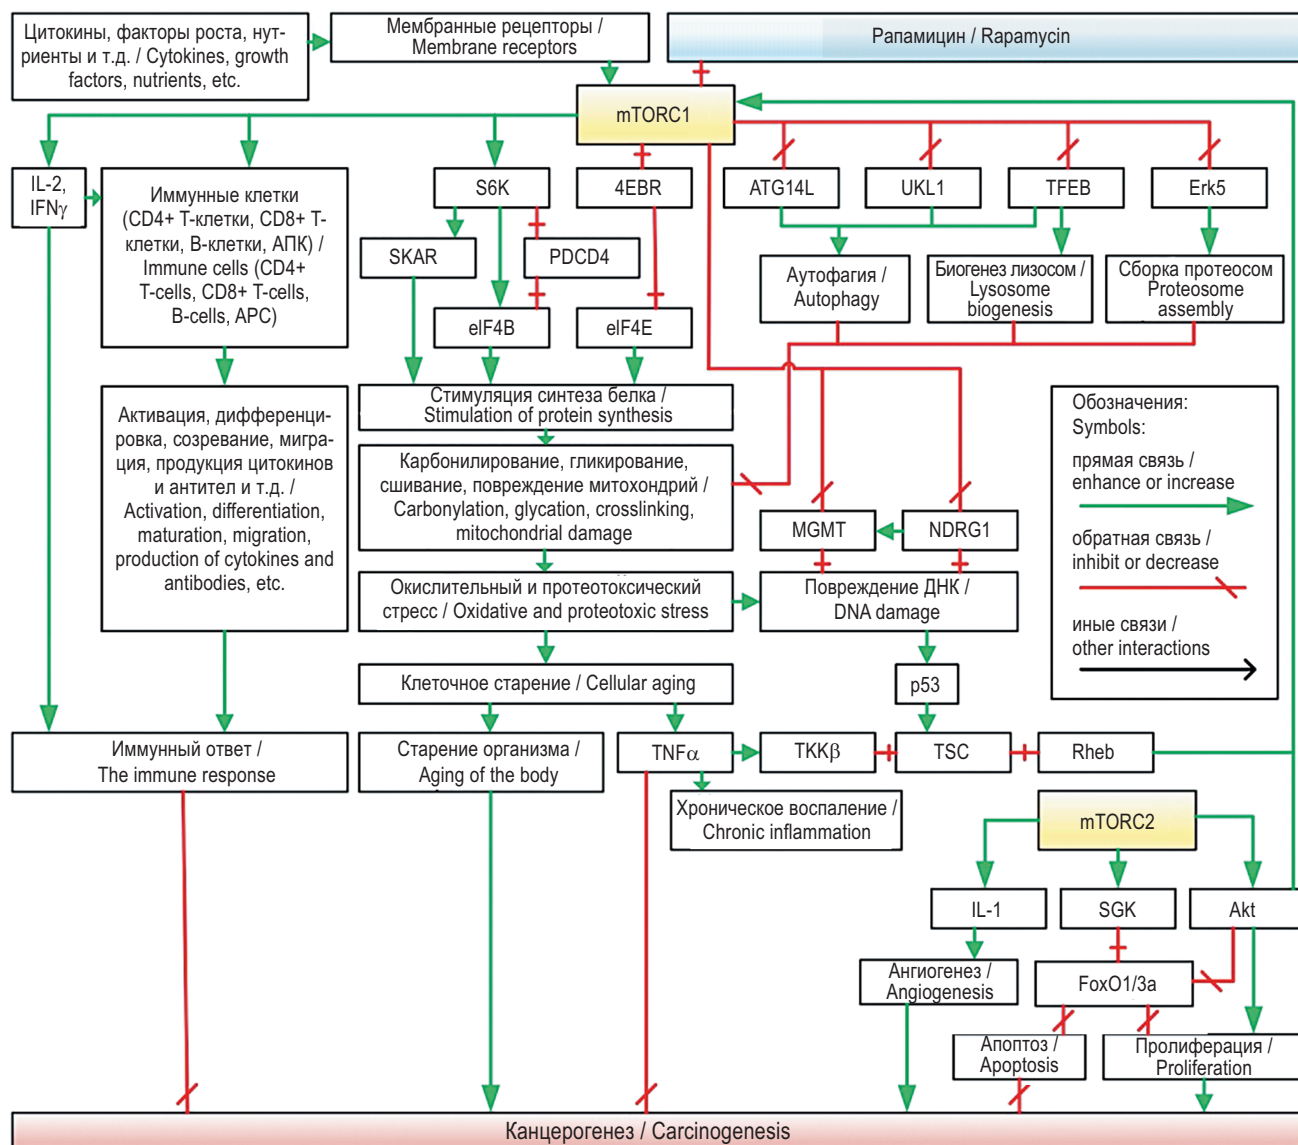 Цитокины, факторы роста, нут-
риенты и т.д. / Cytokines, growth
factors, nutrients, etc.
Мембранные рецепторы /
Membrane receptors
Рапамицин / Rapamycin
mTORC1
IL-2,
IFNγ
Иммунные клетки
(CD4+ Т-клетки, CD8+ Т-
клетки, В-клетки, АПК) /
Immune cells (CD4+
T-cells, CD8+ T-cells,
B-cells, APC)
S6K
4EBR
ATG14L
UKL1
TFEB
Erk5
SKAR
PDCD4
eIF4B
eIF4E
Аутофагия /
Autophagy
Биогенез лизосом /
Lysosome
biogenesis
Сборка протеосом
Proteosome
assembly
Стимуляция синтеза белка /
Stimulation of protein synthesis
Активация, дифференци-
ровка, созревание, мигра-
ция, продукция цитокинов
и антител и т.д. /
Activation, differentiation,
maturation, migration,
production of cytokines and
antibodies, etc.
Карбонилирование, гликирование,
сшивание, повреждение митохондрий /
Carbonylation, glycation, crosslinking,
mitochondrial damage
MGMT
NDRG1
Обозначения:
Symbols:
прямая связь /
enhance or increase
обратная связь /
inhibit or decrease
иные связи /
other interactions
Окислительный и протеотоксический
стресс / Oxidative and proteotoxic stress
Повреждение ДНК /
DNA damage
Клеточное старение / Cellular aging
p53
Иммунный ответ /
The immune response
Старение организма /
Aging of the body
TNFα
TKKβ
TSC
Rheb
Хроническое воспаление /
Chronic inflammation
mTORC2
IL-1
SGK
Akt
Ангиогенез /
Angiogenesis
FoxO1/3a
Апоптоз /
Apoptosis
Пролиферация /
Proliferation
Канцерогенез / Carcinogenesis